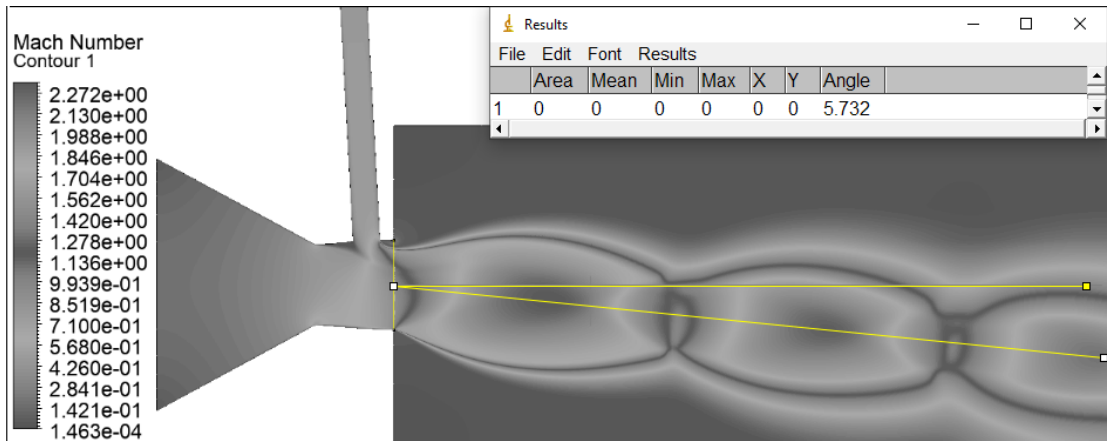 Mach Number
Contour 1
2.272e+00
2.130e+00
1.988e+00
1.846e+00
1.704e+00
1.562e+00
1.420e+00
1.278e+00
1.136e+00
9.939e-01
8.519e-01
7.100e-01
5.680e-01
4.260e-01
2.841e-01
1.421e-01
1.463e-04
Results
File Edit Font Results
Area Mean Min Max X Y Angle
1 0 0 0 0 0 0 5.732